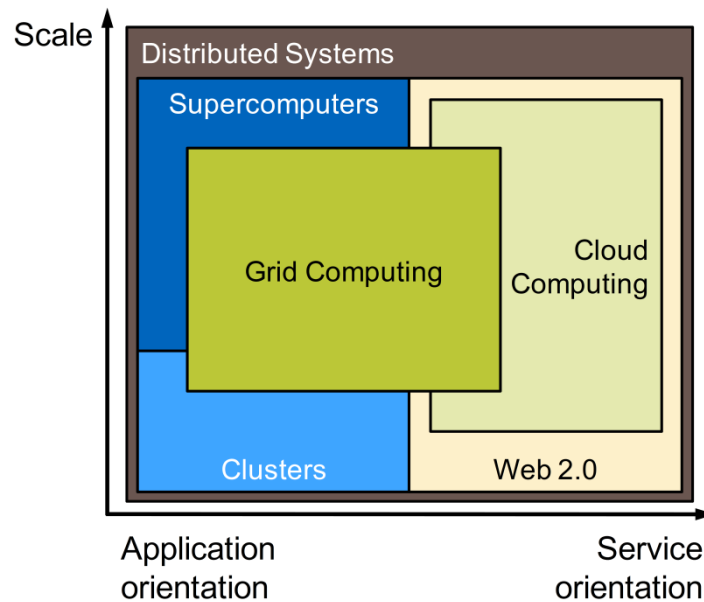 Scale
Distributed Systems
Supercomputers
Grid Computing
Cloud
Computing
Clusters
Web 2.0
Application
orientation
Service
orientation